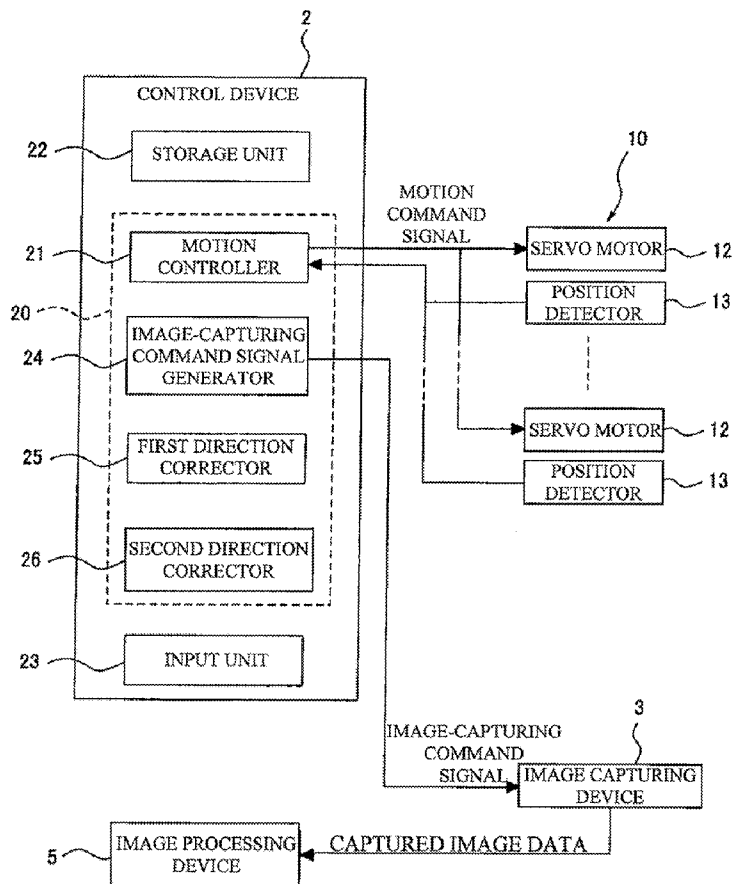 2
CONTROL DEVICE
22
STORAGE UNIT
10
MOTION
COMMAND
SIGNAL
21
MOTION
CONTROLLER
SERVO MOTOR
12
20
POSITION
DETECTOR
13
24
IMAGE-CAPTURING
COMMAND SIGNAL
GENERATOR
SERVO MOTOR
12
25
FIRST DIRECTION
CORRECTOR
POSITION
DETECTOR
13
26
SECOND DIRECTION
CORRECTOR
23
INPUT UNIT
IMAGE-CAPTURING
COMMAND
SIGNAL
3
IMAGE CAPTURING
DEVICE
5
IMAGE PROCESSING
DEVICE
CAPTURED IMAGE DATA